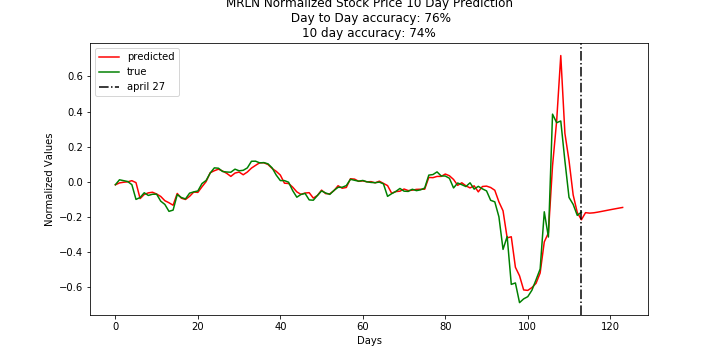 MRLN Normalized Stock Price 10 Day Prediction
Day to Day accuracy: 76%
10 day accuracy: 74%
predicted
true
april 27
Normalized Values
0.6
0.4
0.2
0.0
−0.2
−0.4
−0.6
0 20 40 60 80 100 120
Days